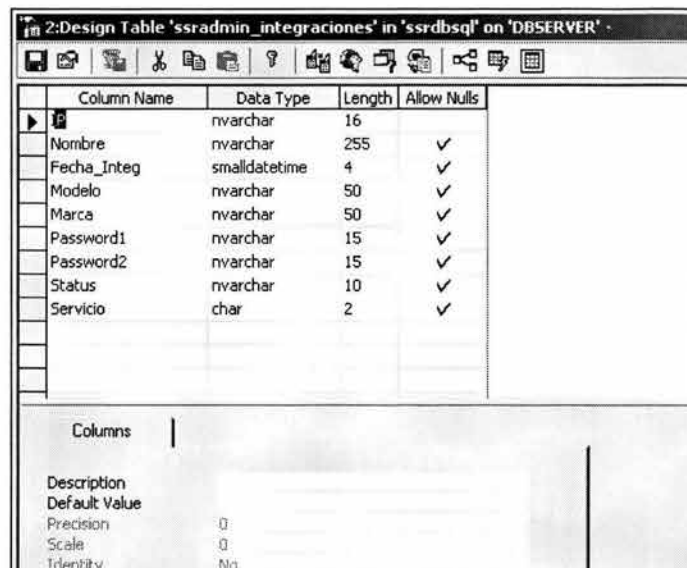 2:Design Table 'ssradmin_integraciones' in 'ssrdbsql' on 'DBSERVER' -
Column Name Data Type Length Allow Nulls
IP nvarchar 16
Nombre nvarchar 255
Fecha_Integ smalldatetime 4
Modelo nvarchar 50
Marca nvarchar 50
Password1 nvarchar 15
Password2 nvarchar 15
Status nvarchar 10
Servicio char 2
Columns
Description
Default Value
Precision 0
Scale 0
Identity No